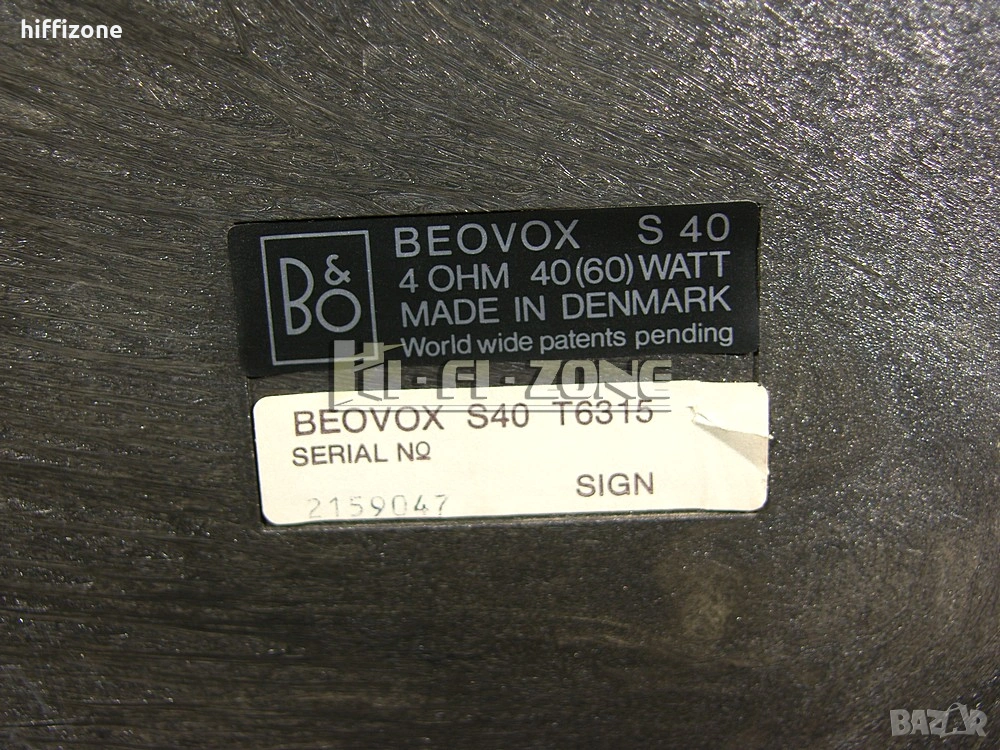 hiffizone
B&O
BEOVOX S 40
4 OHM 40(60) WATT
MADE IN DENMARK
World wide patents pending
HI-FI-ZONE
BEOVOX S40 T6315
SERIAL Nº
SIGN
2159047
BAZAR